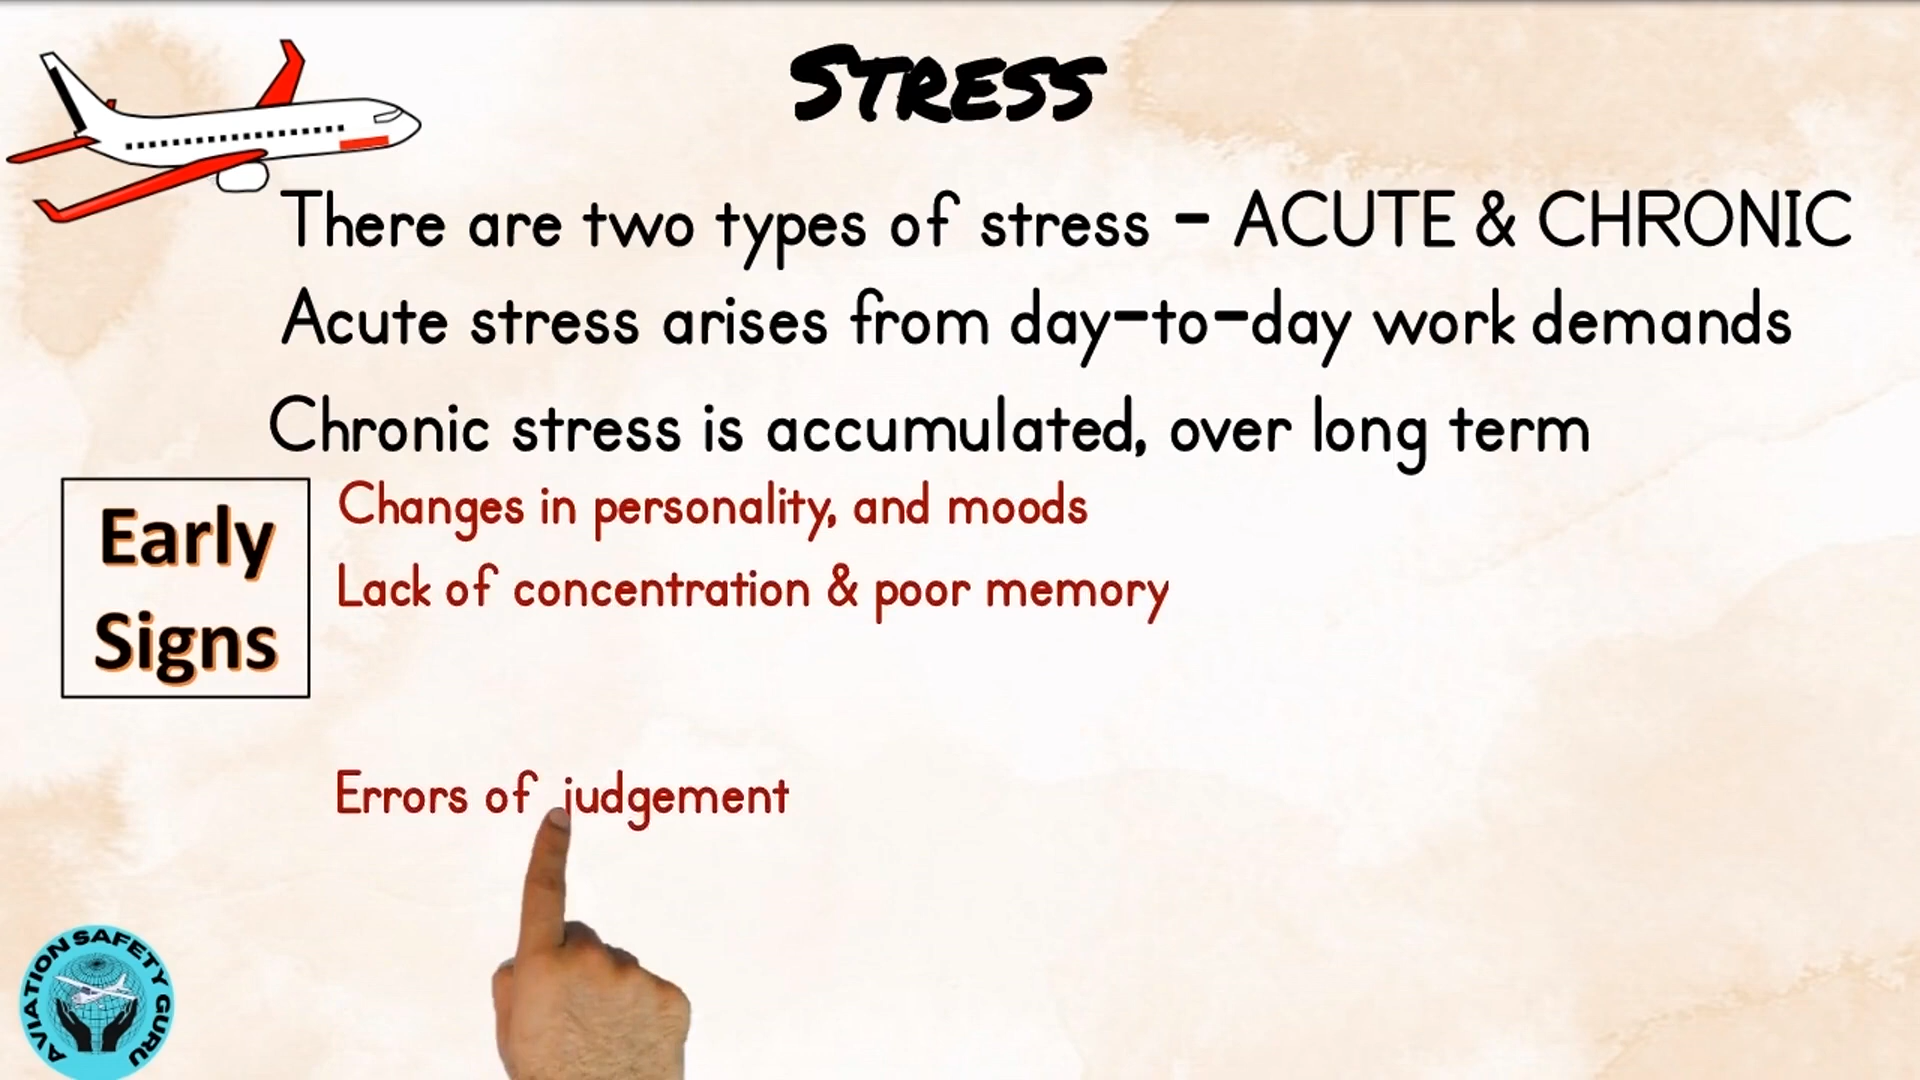 STRESS
There are two types of stress - ACUTE & CHRONIC
Acute stress arises from day-to-day work demands
Chronic stress is accumulated, over long term
Early
Signs
Changes in personality, and moods
Lack of concentration & poor memory
Errors of judgement
AVIATION SAFETY GURU